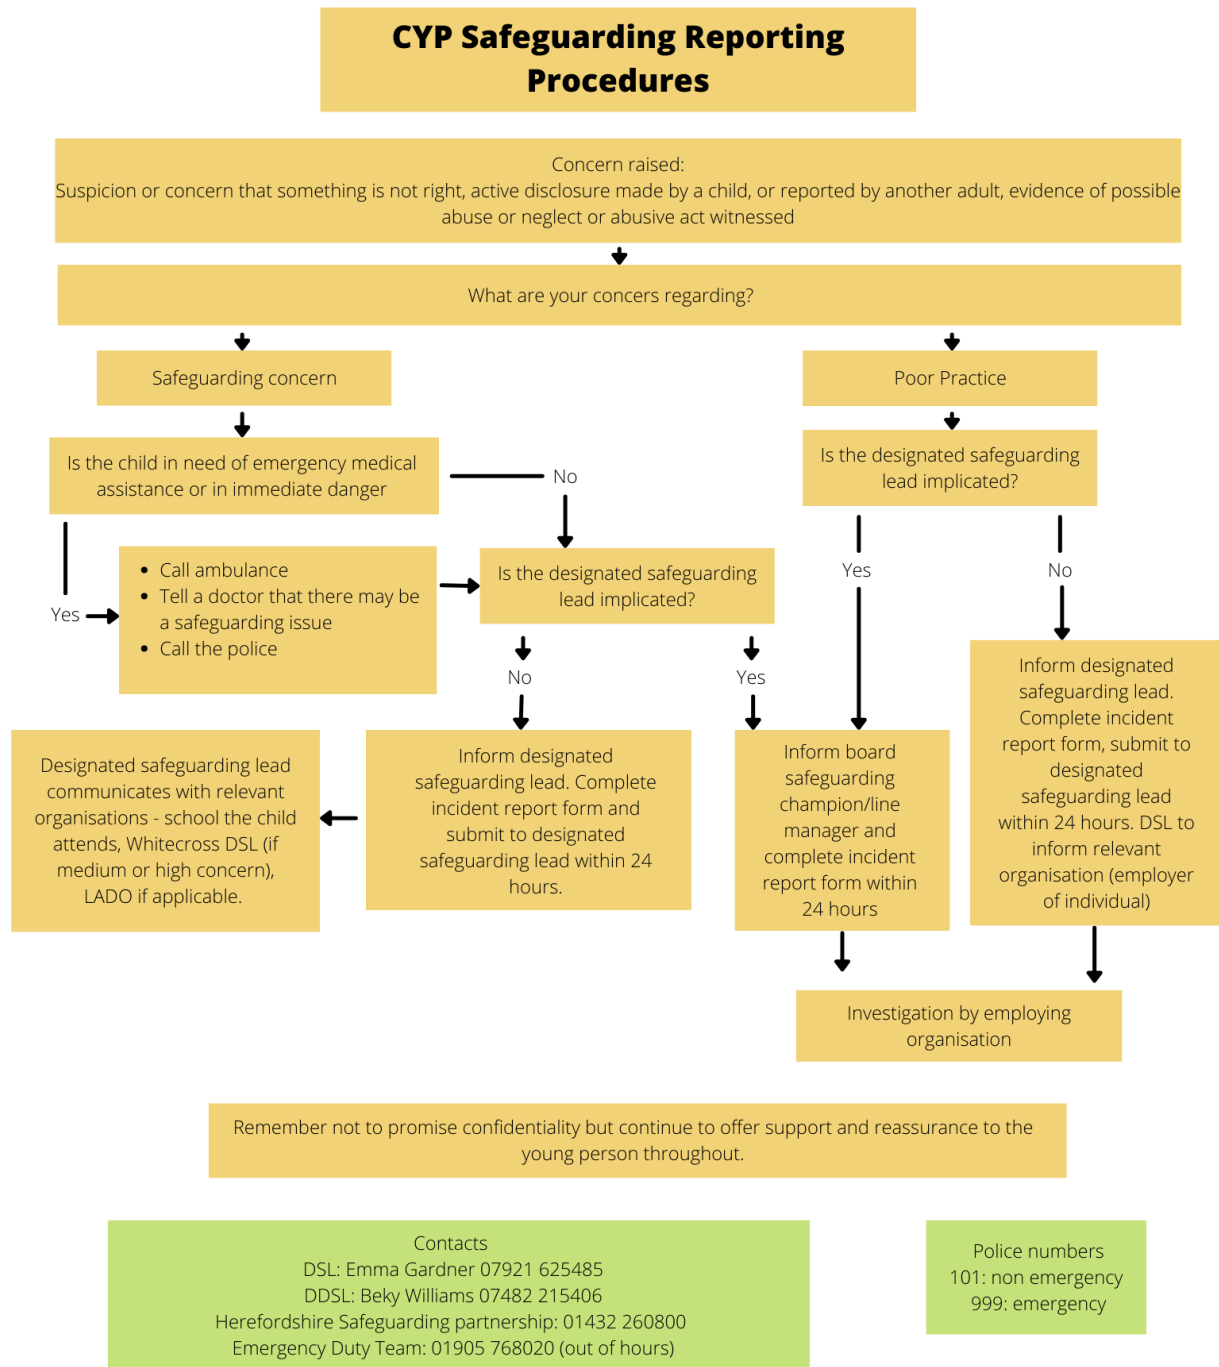 CYP Safeguarding Reporting
Procedures
Concern raised:
Suspicion or concern that something is not right, active disclosure made by a child, or reported by another adult, evidence of possible
abuse or neglect or abusive act witnessed
What are your concers regarding?
Safeguarding concern
Poor Practice
Is the child in need of emergency medical
assistance or in immediate danger
No
Is the designated safeguarding
lead implicated?
Yes
• Call ambulance
• Tell a doctor that there may be
a safeguarding issue
• Call the police
Is the designated safeguarding
lead implicated?
Yes
No
No
Yes
Designated safeguarding lead
communicates with relevant
organisations - school the child
attends, Whitecross DSL (if
medium or high concern),
LADO if applicable.
Inform designated
safeguarding lead. Complete
incident report form and
submit to designated
safeguarding lead within 24
hours.
Inform board
safeguarding
champion/line
manager and
complete incident
report form within
24 hours
Inform designated
safeguarding lead.
Complete incident
report form, submit to
designated
safeguarding lead
within 24 hours. DSL to
inform relevant
organisation (employer
of individual)
Investigation by employing
organisation
Remember not to promise confidentiality but continue to offer support and reassurance to the
young person throughout.
Contacts
DSL: Emma Gardner 07921 625485
DDSL: Beky Williams 07482 215406
Herefordshire Safeguarding partnership: 01432 260800
Emergency Duty Team: 01905 768020 (out of hours)
Police numbers
101: non emergency
999: emergency